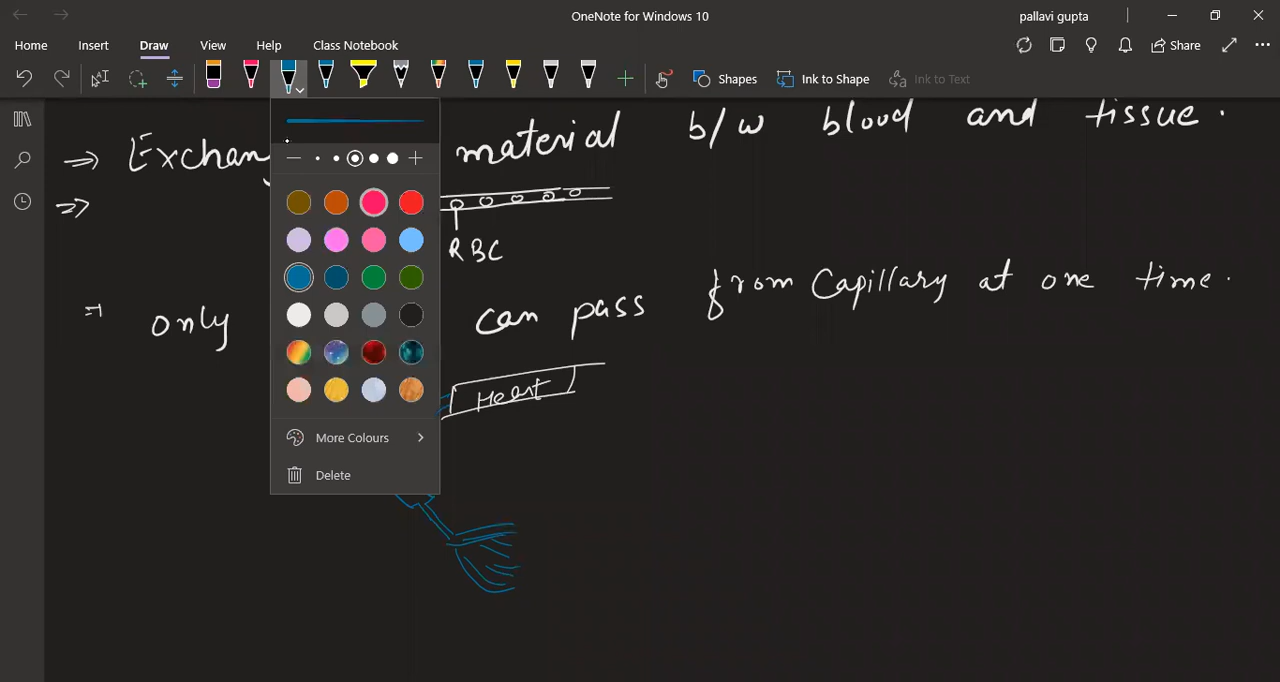 OneNote for Windows 10
pallavi gupta
Home Insert Draw View Help Class Notebook
Share
Shapes Ink to Shape Ink to Text
⇒ Exchan material b/w blood and tissue.
⇒
RBC
⇒ only can pass from Capillary at one time.
Heart
More Colours
Delete